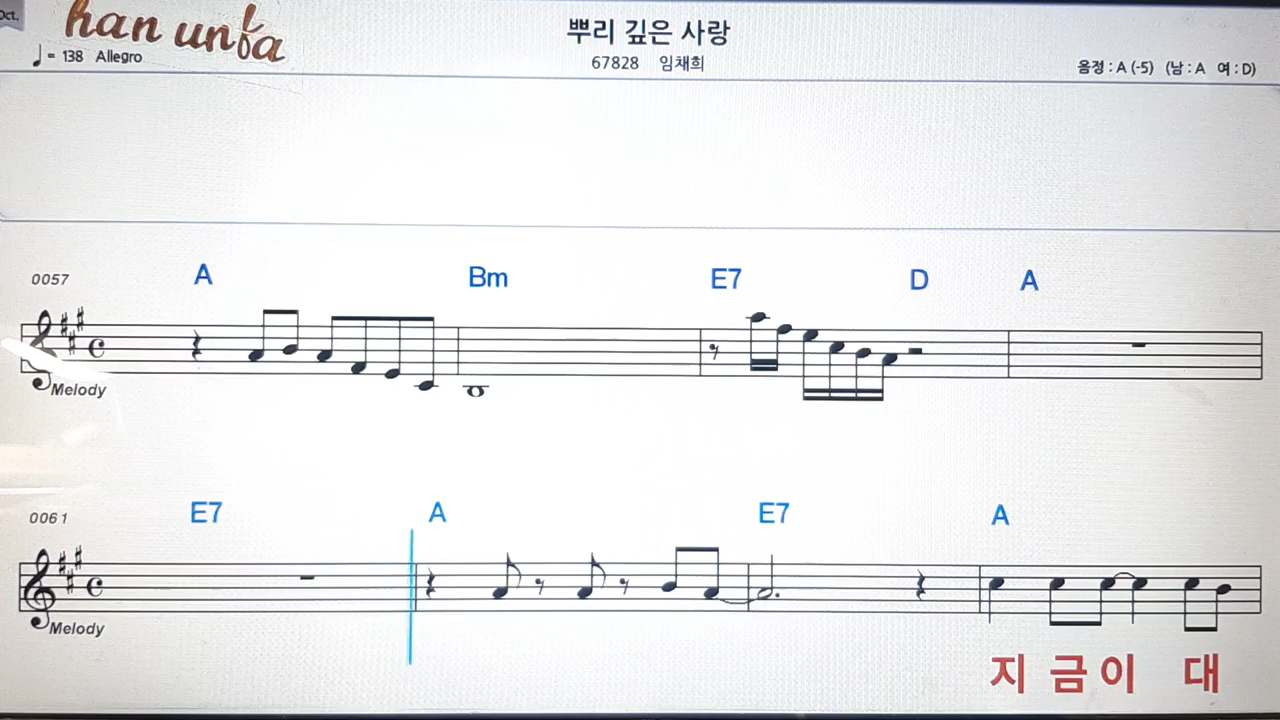 Oct.
han unfa
뿌리 깊은 사랑
♩ = 138 Allegro
67828 임채희
음정 : A (-5) (남 : A 여 : D)
0057 A Bm E7 D A
Melody
0061 E7 A E7 A
Melody
지 금 이 대